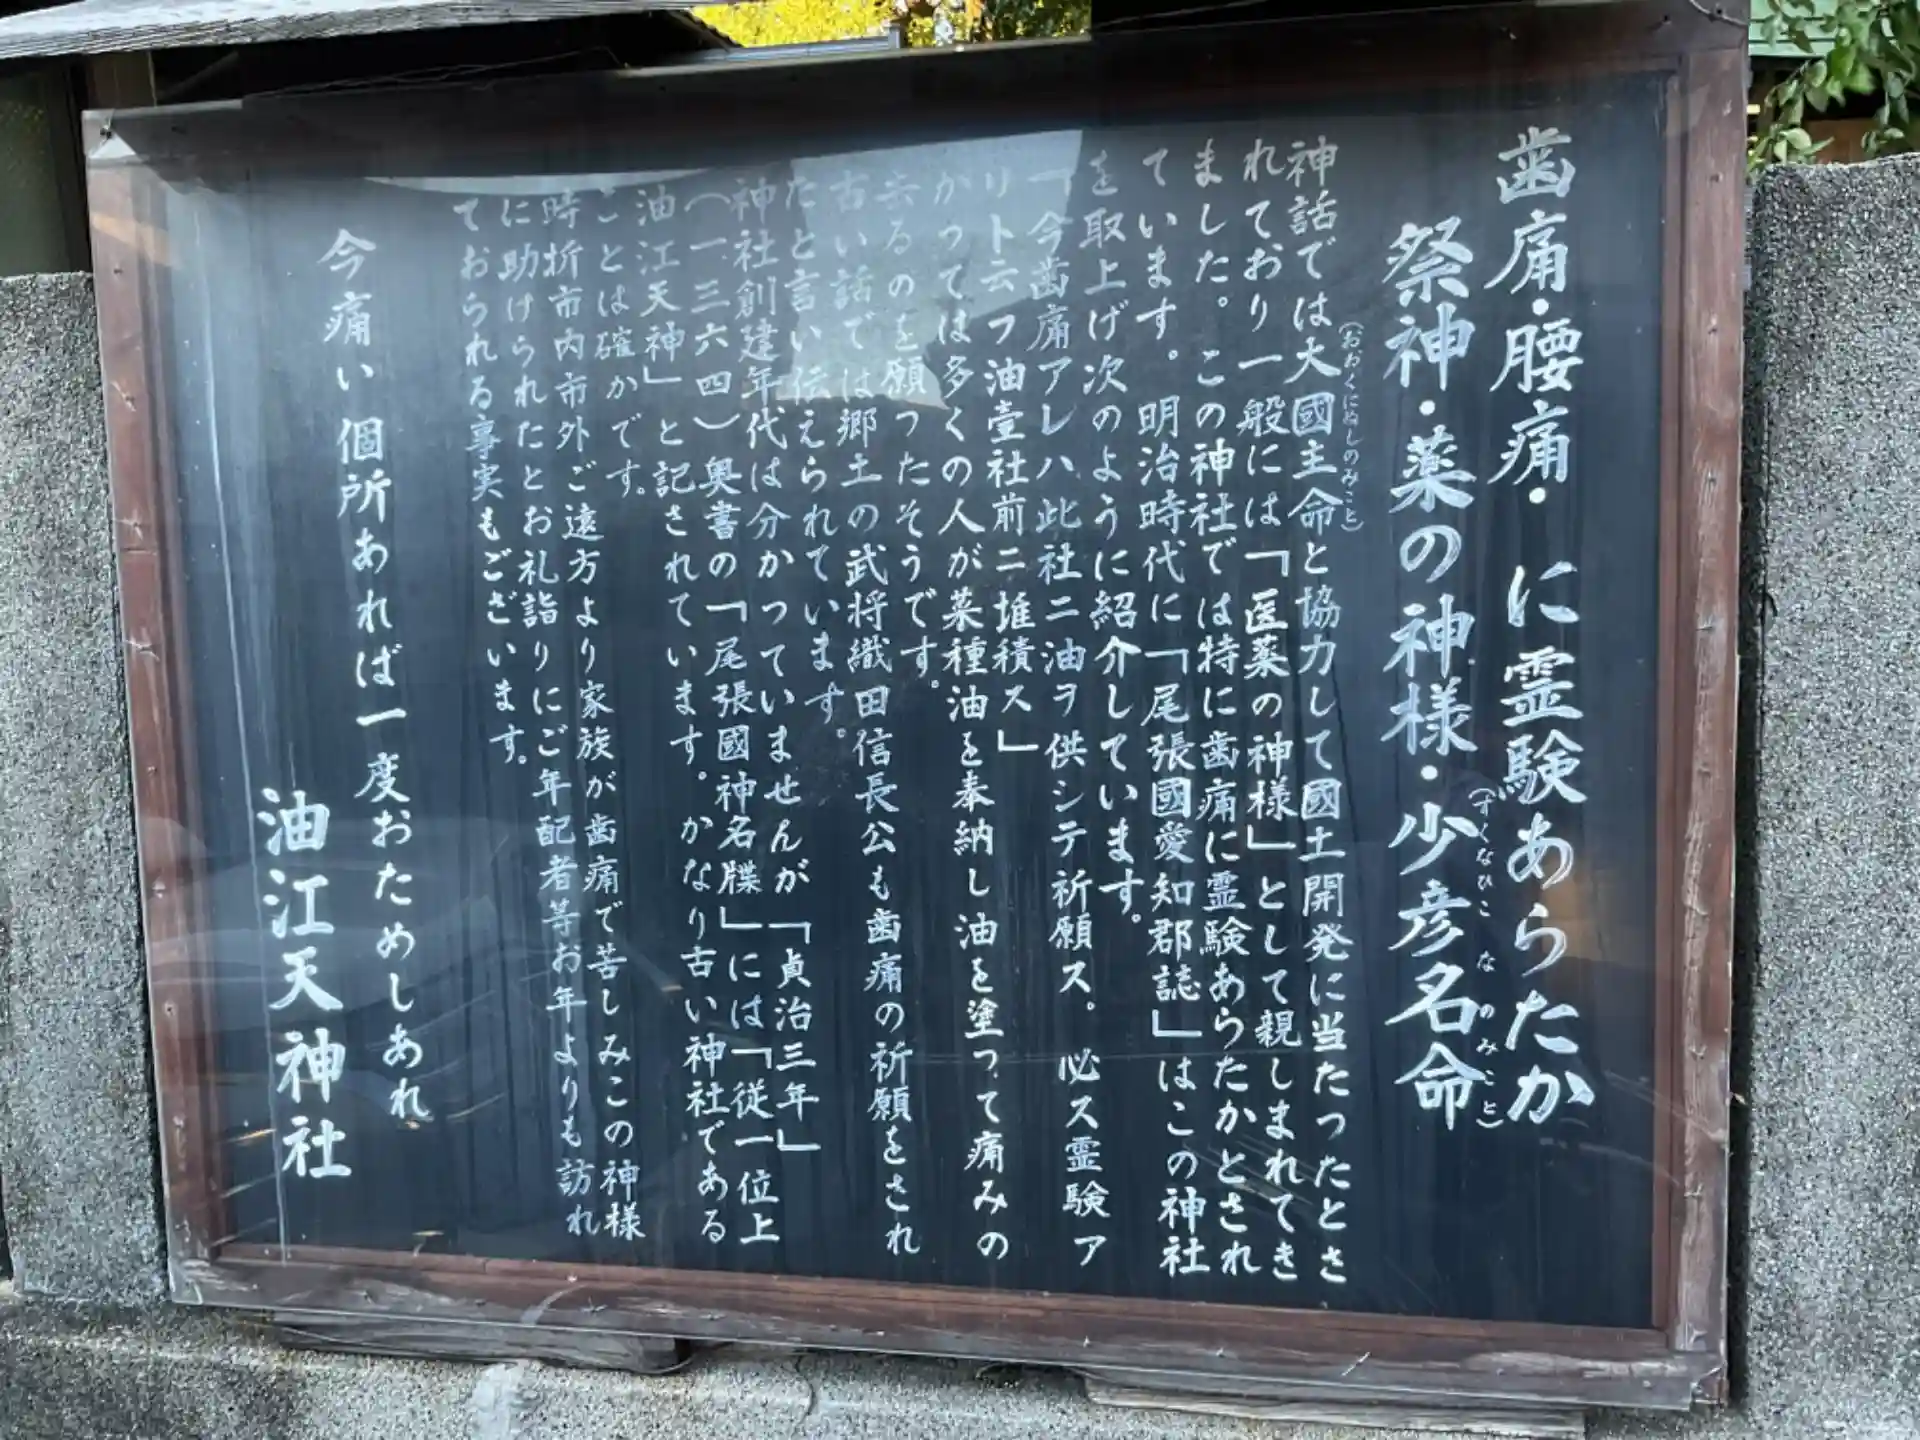 歯痛・腰痛・に霊験あらたか
祭神・薬の神様・少彦名命
(すくなひこなのみこと)
神話では大國主命と協力して國土開発に当たったとさ
(おおくにぬしのみこと)
れており一般には「医薬の神様」として親しまれてき
ました。この神社では特に歯痛に霊験あらたかとされ
ています。明治時代に「尾張國愛知郡誌」はこの神社
を取上げ次のように紹介しています。
「今歯痛アレハ此社ニ油ヲ供シテ祈願ス。必ス霊験ア
リト云フ油壹社前ニ堆積ス」
かつては多くの人が菜種油を奉納し油を塗って痛みの
去るのを願ったそうです。
古い話では郷土の武将織田信長公も歯痛の祈願をされ
たと言い伝えられています。
神社創建年代は分かっていませんが「貞治三年」
(一三六四)奥書の「尾張國神名牒」には「従一位上
油江天神」と記されています。かなり古い神社である
ことは確かです。
時折市内市外ご遠方より家族が歯痛で苦しみこの神様
に助けられたとお礼詣りにご年配者等お年よりも訪れ
ておられる事実もございます。
今痛い個所あれば一度おためしあれ
油江天神社